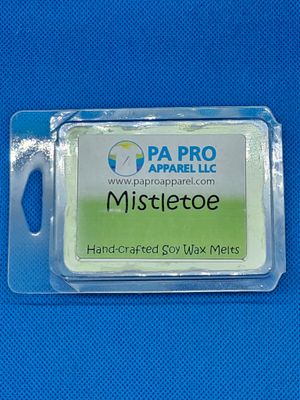 PA PRO
APPAREL LLC
www.paproapparel.com
Mistletoe
Hand-crafted Soy Wax Melts